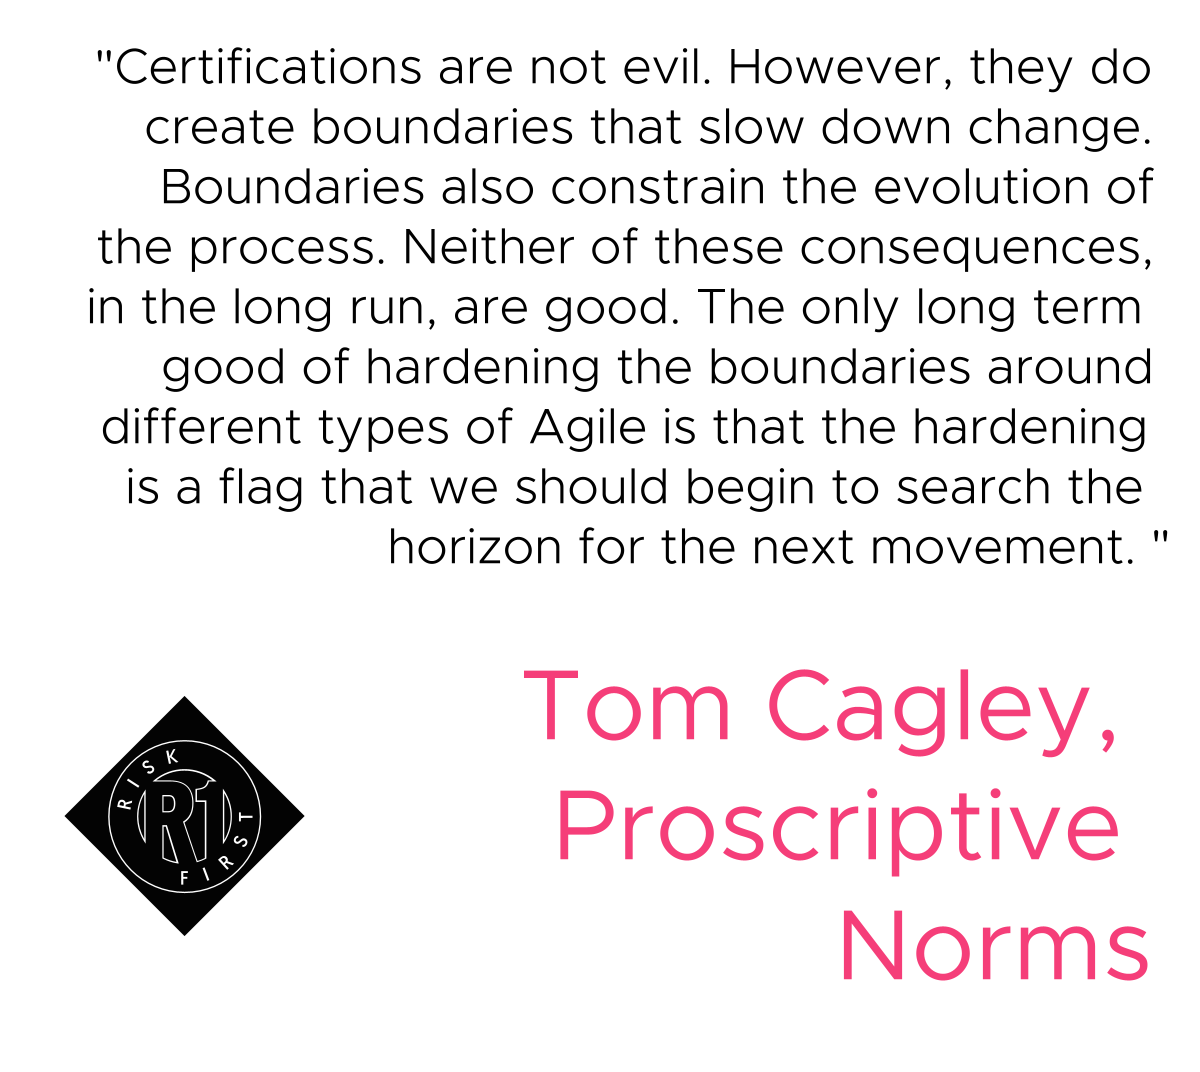 "Certifications are not evil. However, they do
create boundaries that slow down change.
Boundaries also constrain the evolution of
the process. Neither of these consequences,
in the long run, are good. The only long term
good of hardening the boundaries around
different types of Agile is that the hardening
is a flag that we should begin to search the
horizon for the next movement. "
Tom Cagley,
Proscriptive
Norms
RISK
R1
FIRST